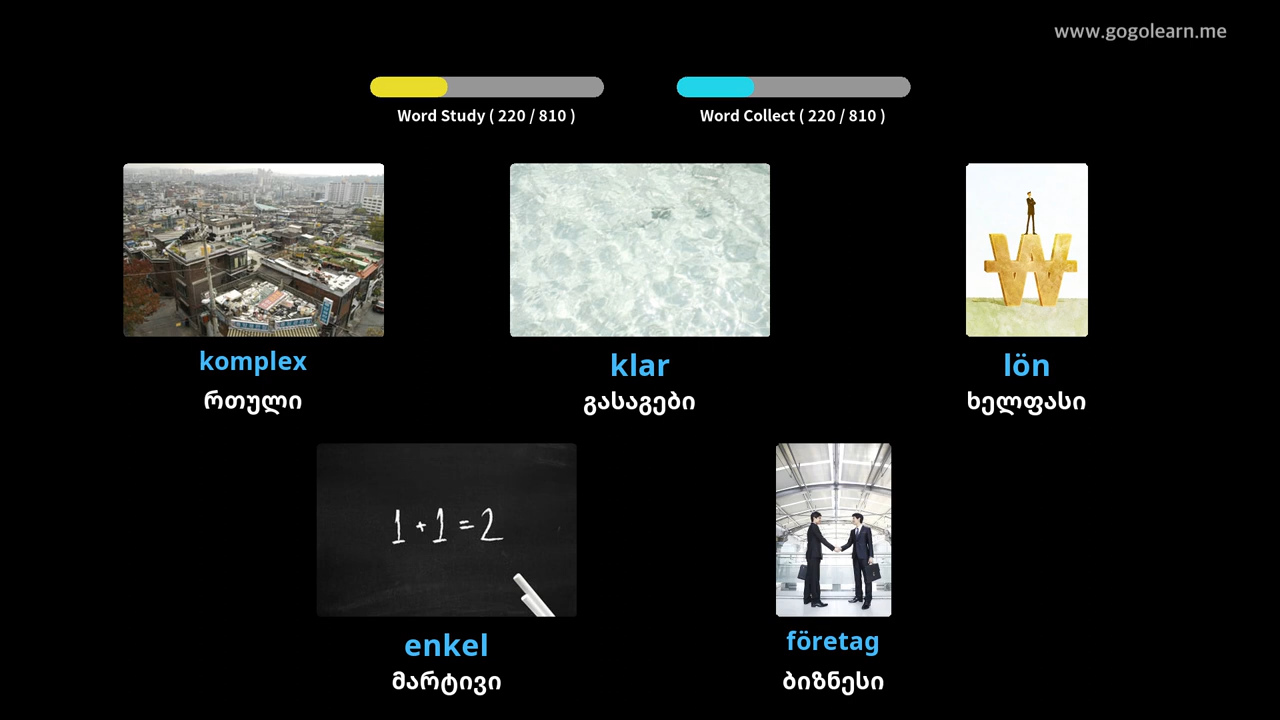 www.gogolearn.me
Word Study ( 220 / 810 )
Word Collect ( 220 / 810 )
komplex
რთული
klar
გასაგები
lön
ხელფასი
1+1=2
enkel
მარტივი
företag
ბიზნესი